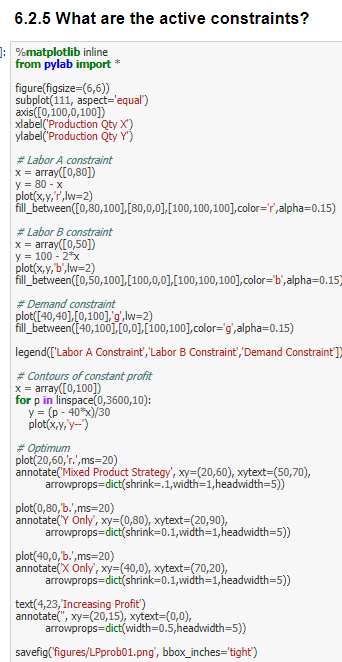 6.2.5 What are the active constraints?
]: %matplotlib inline
from pylab import *
figure(figsize=(6,6))
subplot(111, aspect='equal')
axis([0,100,0,100])
xlabel('Production Qty X')
ylabel('Production Qty Y')
# Labor A constraint
x = array([0,80])
y = 80 - x
plot(x,y,'r',lw=2)
fill_between([0,80,100],[80,0,0],[100,100,100],color='r',alpha=0.15)
# Labor B constraint
x = array([0,50])
y = 100 - 2*x
plot(x,y,'b',lw=2)
fill_between([0,50,100],[100,0,0],[100,100,100],color='b',alpha=0.15)
# Demand constraint
plot([40,40],[0,100],'g',lw=2)
fill_between([40,100],[0,0],[100,100],color='g',alpha=0.15)
legend(['Labor A Constraint','Labor B Constraint','Demand Constraint'])
# Contours of constant profit
x = array([0,100])
for p in linspace(0,3600,10):
y = (p - 40*x)/30
plot(x,y,'y--')
# Optimum
plot(20,60,'r.',ms=20)
annotate('Mixed Product Strategy', xy=(20,60), xytext=(50,70),
arrowprops=dict(shrink=.1,width=1,headwidth=5))
plot(0,80,'b.',ms=20)
annotate('Y Only', xy=(0,80), xytext=(20,90),
arrowprops=dict(shrink=0.1,width=1,headwidth=5))
plot(40,0,'b.',ms=20)
annotate('X Only', xy=(40,0), xytext=(70,20),
arrowprops=dict(shrink=0.1,width=1,headwidth=5))
text(4,23,'Increasing Profit')
annotate('', xy=(20,15), xytext=(0,0),
arrowprops=dict(width=0.5,headwidth=5))
savefig('figures/LPprob01.png', bbox_inches='tight')